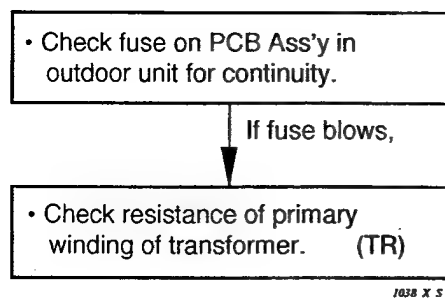 • Check fuse on PCB Ass'y in
outdoor unit for continuity.
If fuse blows,
• Check resistance of primary
winding of transformer. (TR)
1038 X S